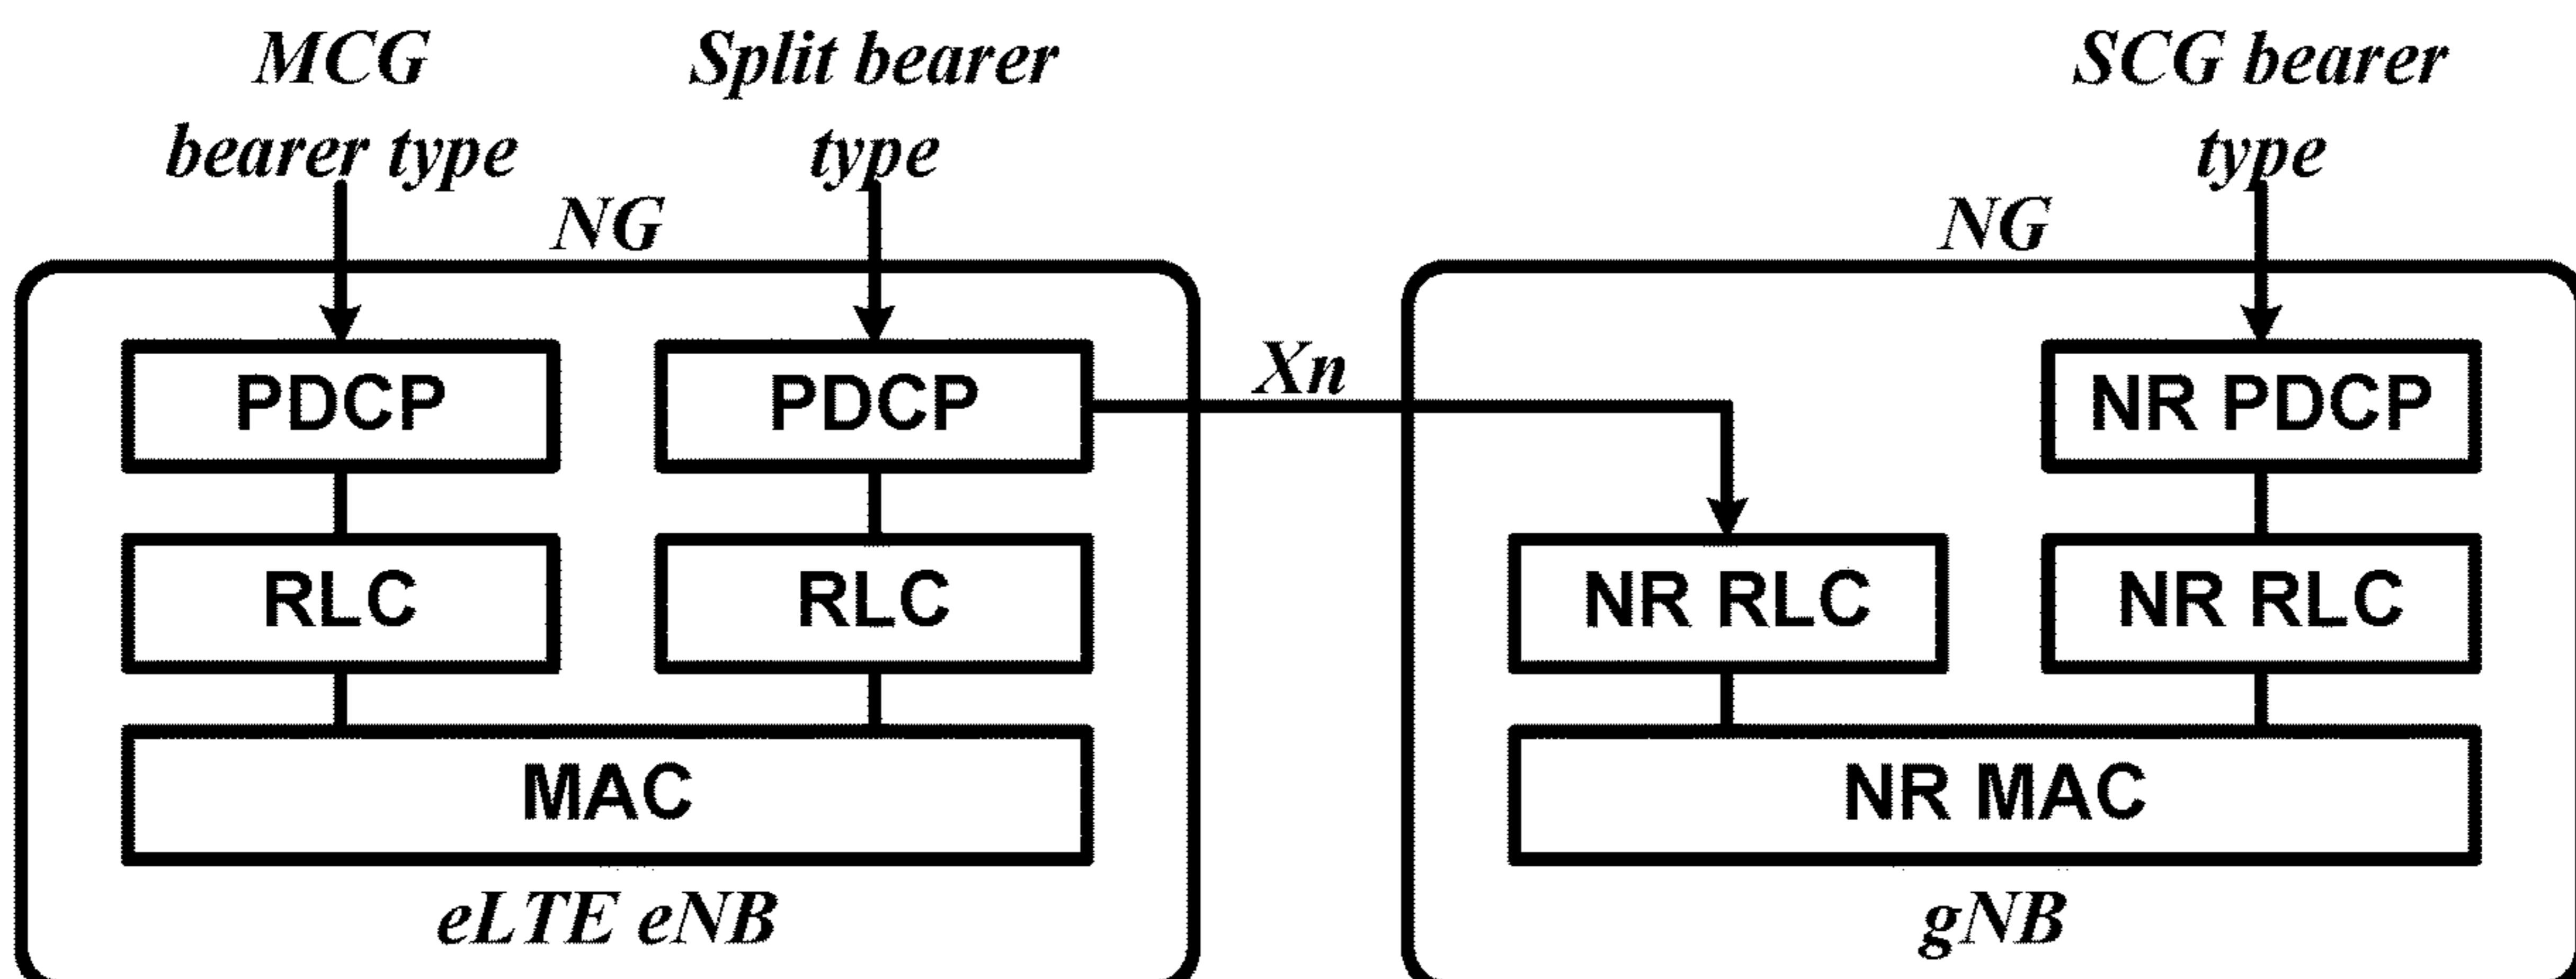 MCG
bearer type
Split bearer
type
SCG bearer
type
NG
NG
Xn
PDCP
PDCP
NR PDCP
RLC
RLC
NR RLC
NR RLC
MAC
NR MAC
eLTE eNB
gNB